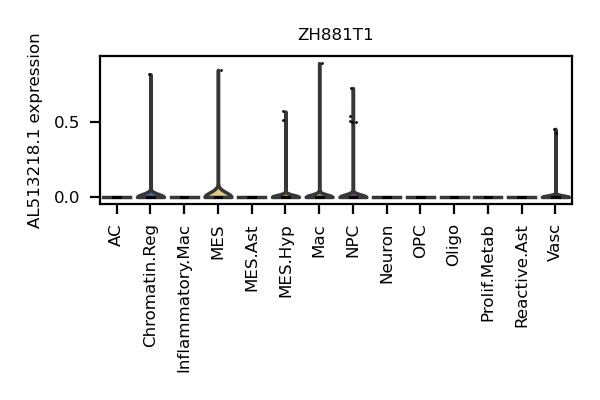 ZH881T1
AL513218.1 expression
0.5
0.0
AC
Chromatin.Reg
Inflammatory.Mac
MES
MES.Ast
MES.Hyp
Mac
NPC
Neuron
OPC
Oligo
Prolif.Metab
Reactive.Ast
Vasc